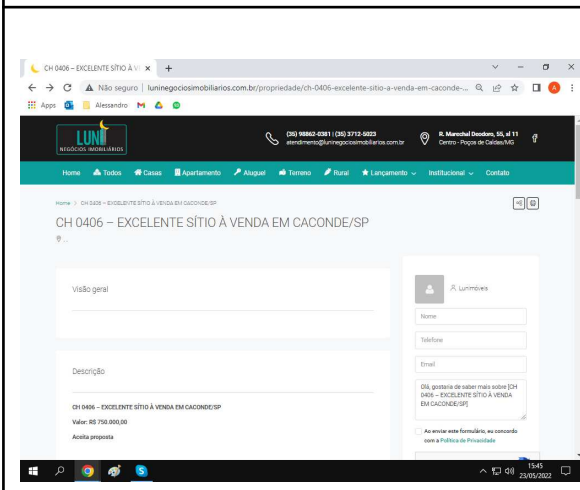 CH 0406 – EXCELENTE SÍTIO À V
Não seguro | luninegociosimobiliarios.com.br/propriedade/ch-0406-excelente-sitio-a-venda-em-caconde-...
Apps Alessandro
LUNI
NEGÓCIOS IMOBILIÁRIOS
(35) 98862-0381 | (35) 3712-5023
atendimento@luninegociosimobiliarios.com.br
R. Marechal Deodoro, 55, sl 11
Centro - Poços de Caldas/MG
Home Todos Casas Apartamento Aluguel Terreno Rural Lançamento Institucional Contato
Home > CH 0406 – EXCELENTE SÍTIO À VENDA EM CACONDE/SP
CH 0406 – EXCELENTE SÍTIO À VENDA EM CACONDE/SP
...
Visão geral
Descrição
CH 0406 – EXCELENTE SÍTIO À VENDA EM CACONDE/SP
Valor: R$ 750.000,00
Aceita proposta
Lunimóveis
Nome
Telefone
Email
Olá, gostaria de saber mais sobre [CH
0406 – EXCELENTE SÍTIO À VENDA
EM CACONDE/SP]
Ao enviar este formulário, eu concordo
com a Política de Privacidade
15:45
23/05/2022